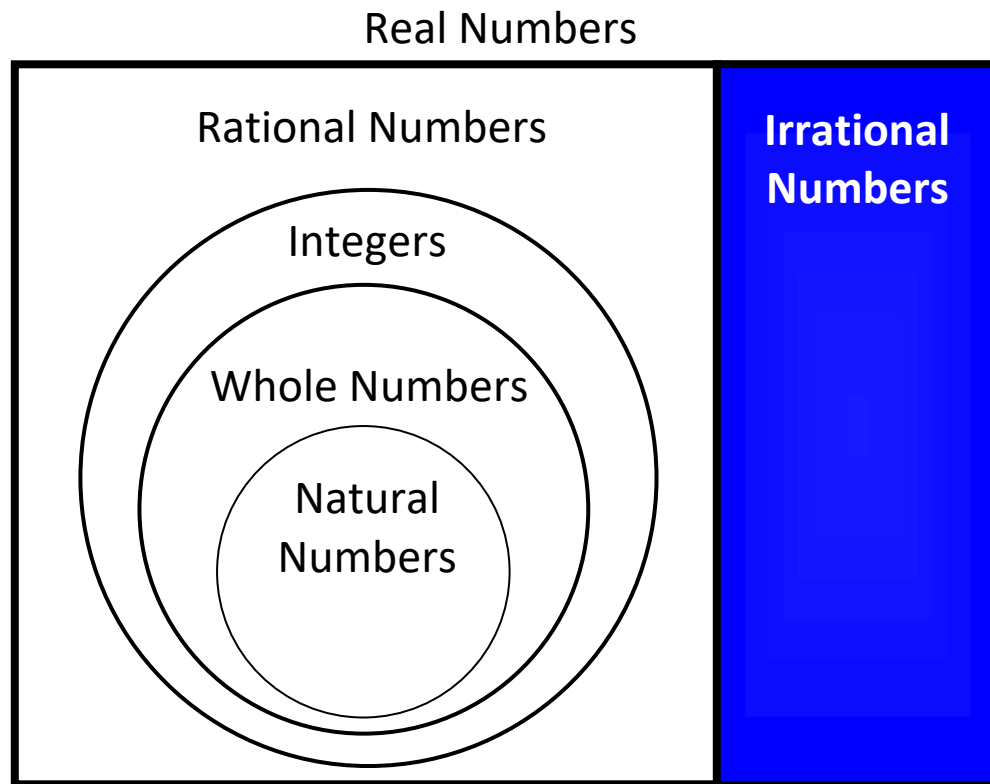 Real Numbers
Rational Numbers
Irrational
Numbers
Integers
Whole Numbers
Natural
Numbers